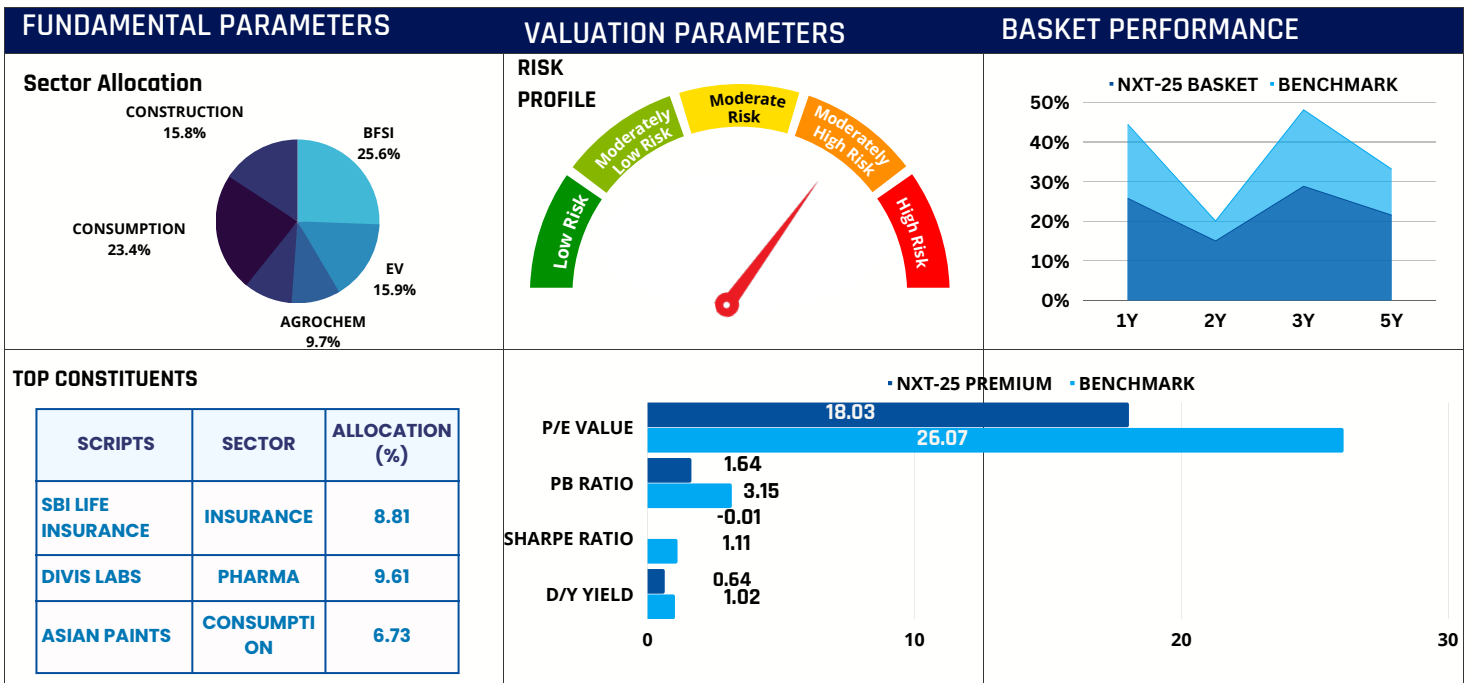 FUNDAMENTAL PARAMETERS
VALUATION PARAMETERS
BASKET PERFORMANCE
Sector Allocation
CONSTRUCTION
15.8%
BFSI
25.6%
CONSUMPTION
23.4%
EV
15.9%
AGROCHEM
9.7%
RISK
PROFILE
Low Risk
Moderately
Low Risk
Moderate
Risk
Moderately
High Risk
High Risk
NXT-25 BASKET
BENCHMARK
50%
40%
30%
20%
10%
0%
1Y
2Y
3Y
5Y
TOP CONSTITUENTS
SCRIPTS
SECTOR
ALLOCATION
(%)
SBI LIFE
INSURANCE
INSURANCE
8.81
DIVIS LABS
PHARMA
9.61
ASIAN PAINTS
CONSUMPTI
ON
6.73
NXT-25 PREMIUM
BENCHMARK
P/E VALUE
18.03
26.07
PB RATIO
1.64
3.15
SHARPE RATIO
-0.01
1.11
D/Y YIELD
0.64
1.02
0
10
20
30